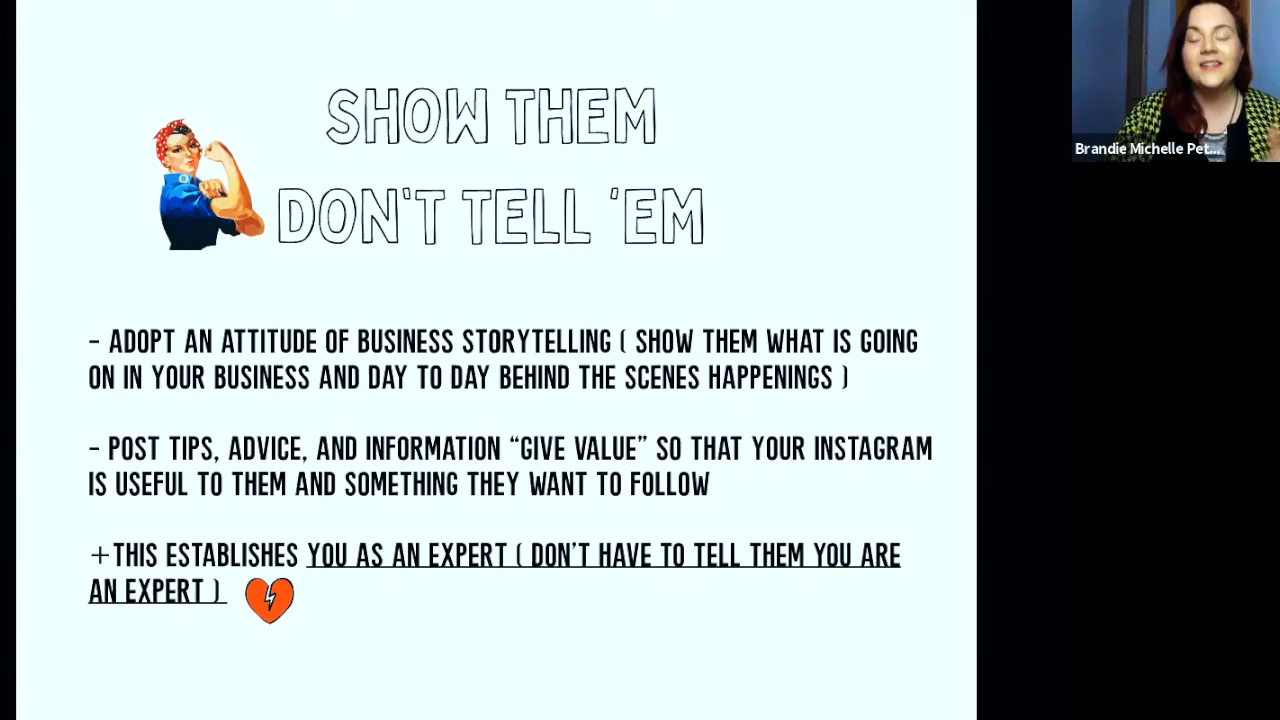 SHOW THEM
DON'T TELL 'EM
- ADOPT AN ATTITUDE OF BUSINESS STORYTELLING ( SHOW THEM WHAT IS GOING
ON IN YOUR BUSINESS AND DAY TO DAY BEHIND THE SCENES HAPPENINGS )
- POST TIPS, ADVICE, AND INFORMATION “GIVE VALUE” SO THAT YOUR INSTAGRAM
IS USEFUL TO THEM AND SOMETHING THEY WANT TO FOLLOW
+THIS ESTABLISHES YOU AS AN EXPERT ( DON’T HAVE TO TELL THEM YOU ARE
AN EXPERT )
Brandie Michelle Pet...